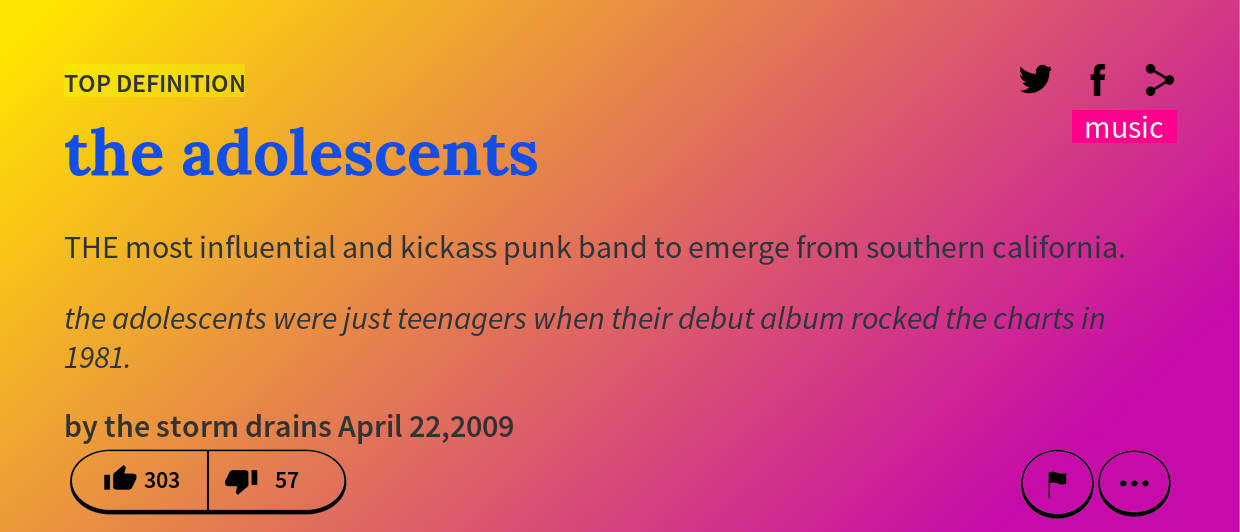 TOP DEFINITION
music
the adolescents
THE most influential and kickass punk band to emerge from southern california.
the adolescents were just teenagers when their debut album rocked the charts in
1981.
by the storm drains April 22,2009
303 57